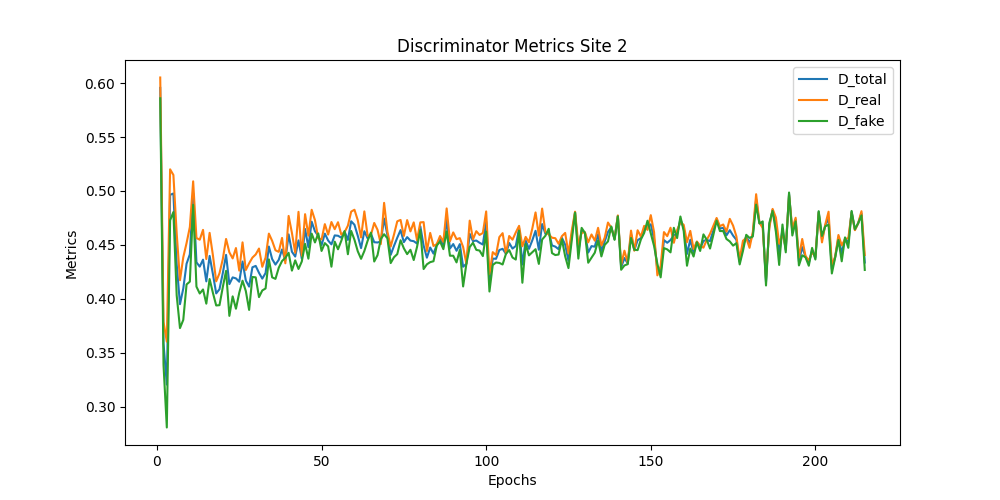 Discriminator Metrics Site 2
D_total
D_real
D_fake
0.60
0.55
0.50
0.45
0.40
0.35
0.30
Metrics
0
50
100
150
200
Epochs